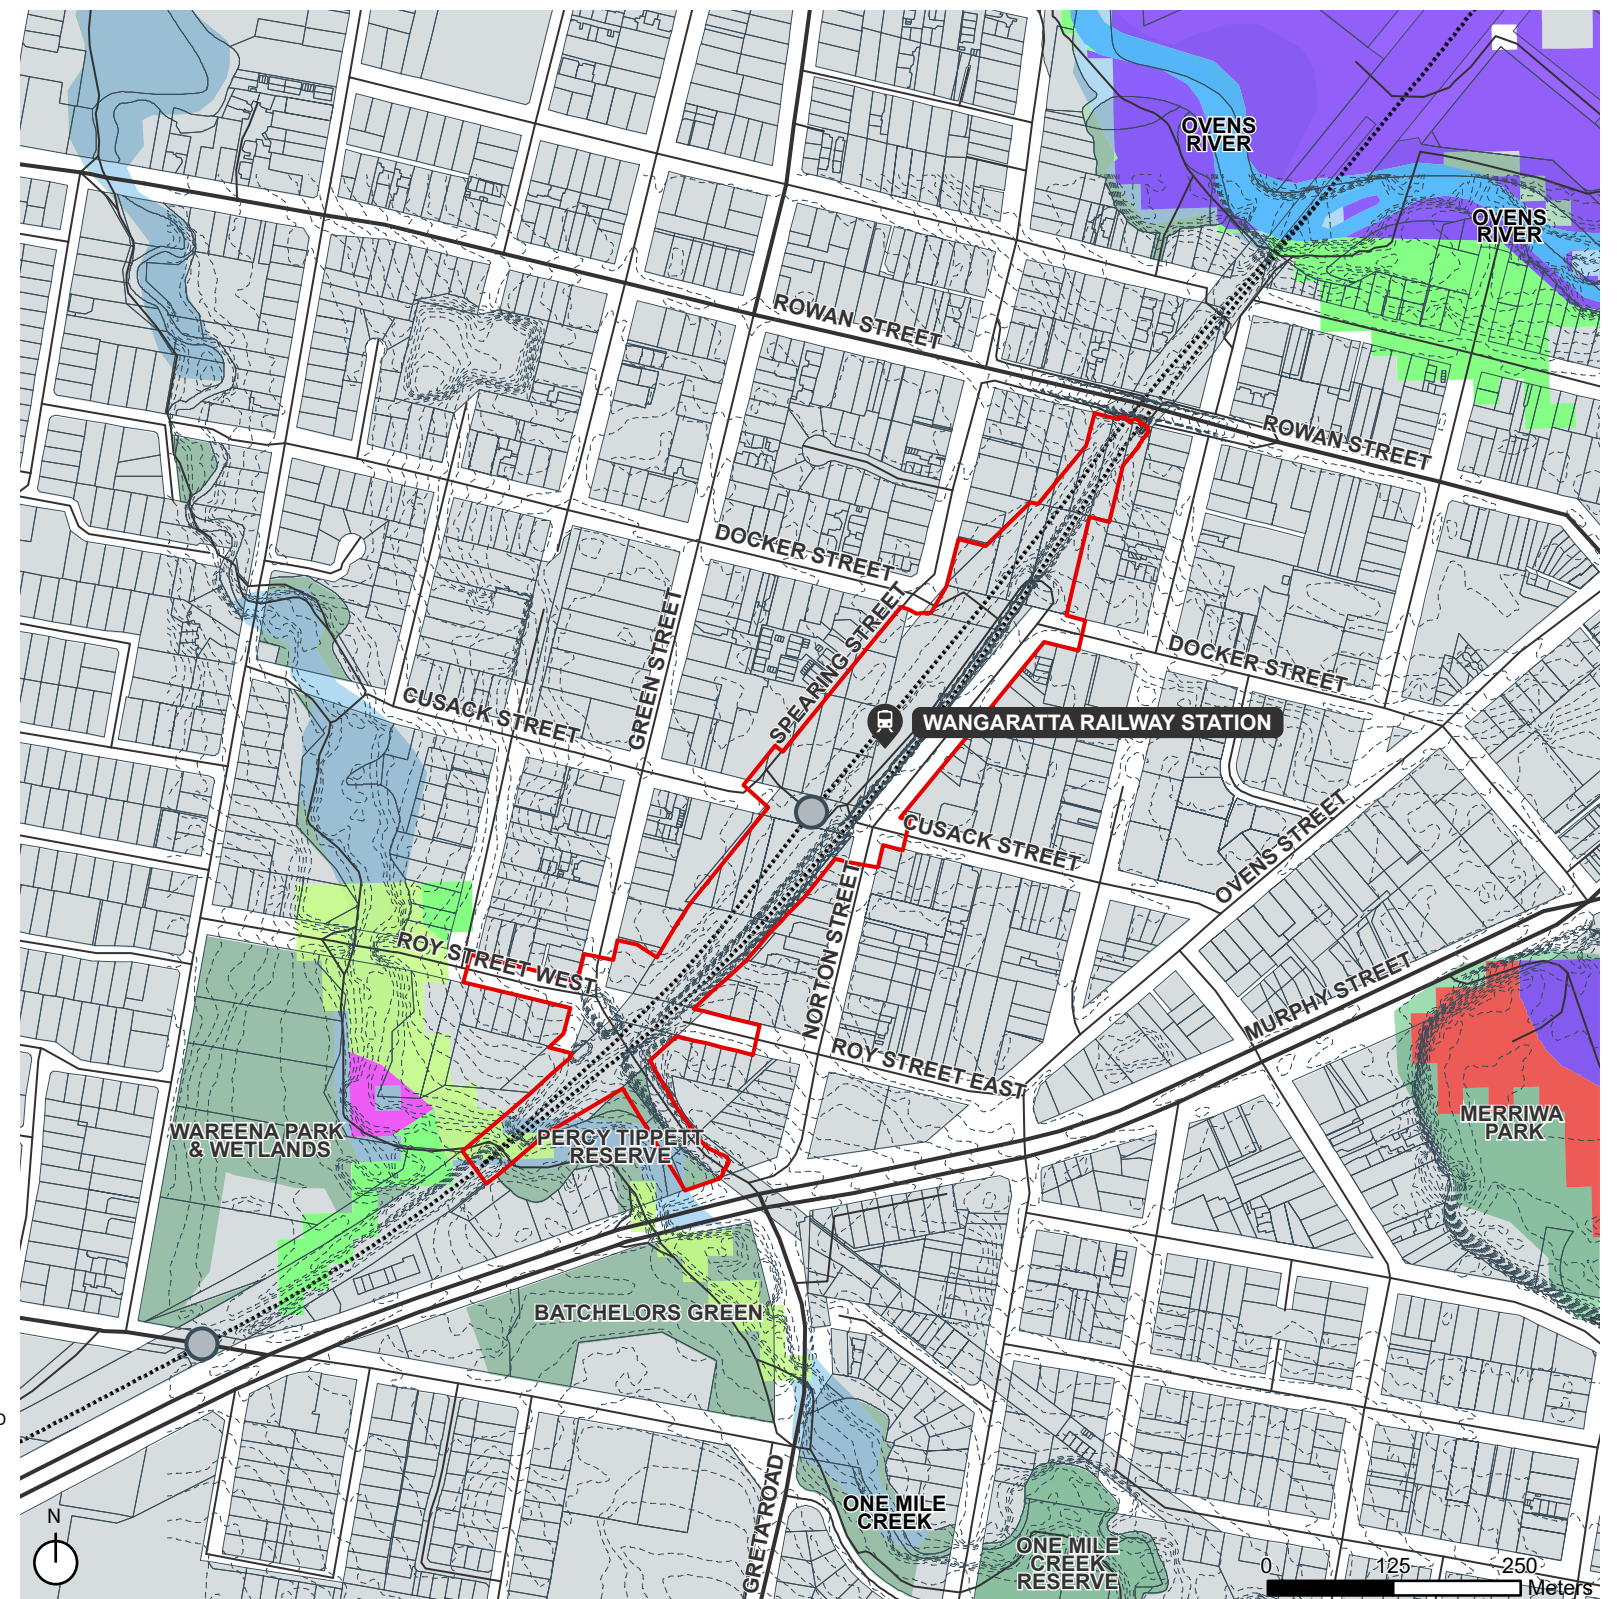 OVENS
RIVER
OVENS
RIVER
ROWAN STREET
ROWAN STREET
DOCKER STREET
SPEARING STREET
GREEN STREET
DOCKER STREET
CUSACK STREET
WANGARATTA RAILWAY STATION
CUSACK STREET
OVENS STREET
NORTON STREET
ROY STREET WEST
MURPHY STREET
ROY STREET EAST
MERRIWA
PARK
WAREENA PARK
& WETLANDS
PERCY TIPPETT
RESERVE
BATCHELORS GREEN
GRETA ROAD
ONE MILE
CREEK
ONE MILE
CREEK
RESERVE
N
0 125 250
Meters